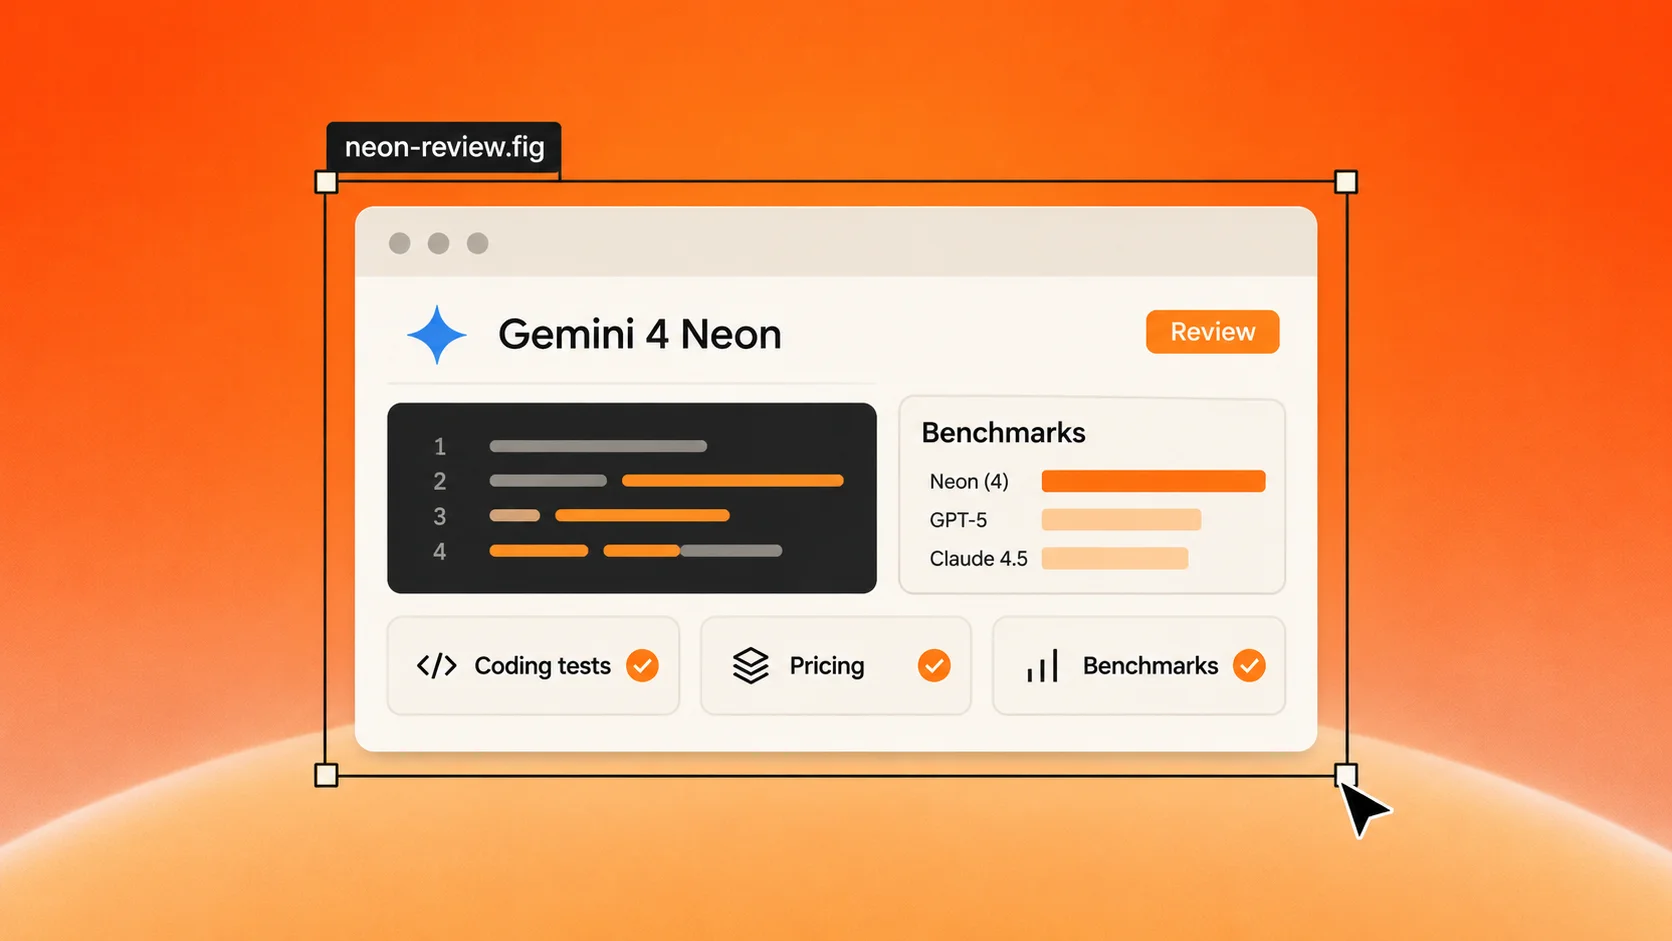 neon-review.fig
Gemini 4 Neon
Review
1
2
3
4
Benchmarks
Neon (4)
GPT-5
Claude 4.5
</> Coding tests
Pricing
Benchmarks